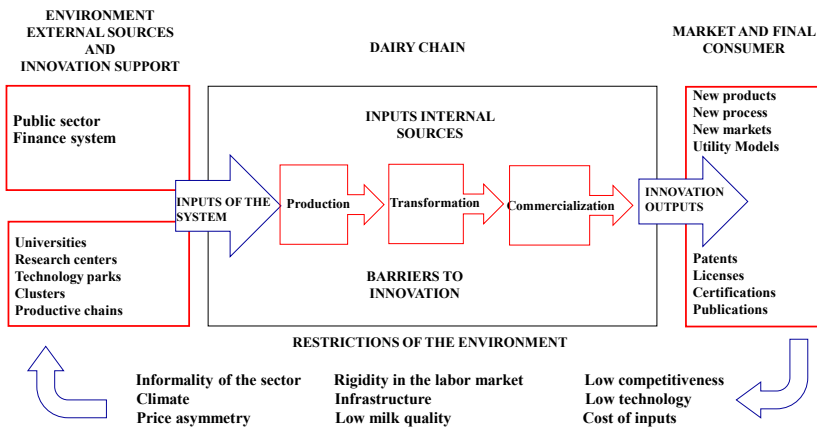 ENVIRONMENT
EXTERNAL SOURCES
AND
INNOVATION SUPPORT
DAIRY CHAIN
MARKET AND FINAL
CONSUMER
Public sector
Finance system
INPUTS INTERNAL
SOURCES
New products
New process
New markets
Utility Models
INPUTS OF THE
SYSTEM
Production
Transformation
Commercialization
INNOVATION
OUTPUTS
Universities
Research centers
Technology parks
Clusters
Productive chains
BARRIERS TO
INNOVATION
Patents
Licenses
Certifications
Publications
RESTRICTIONS OF THE ENVIRONMENT
Informality of the sector
Climate
Price asymmetry
Rigidity in the labor market
Infrastructure
Low milk quality
Low competitiveness
Low technology
Cost of inputs